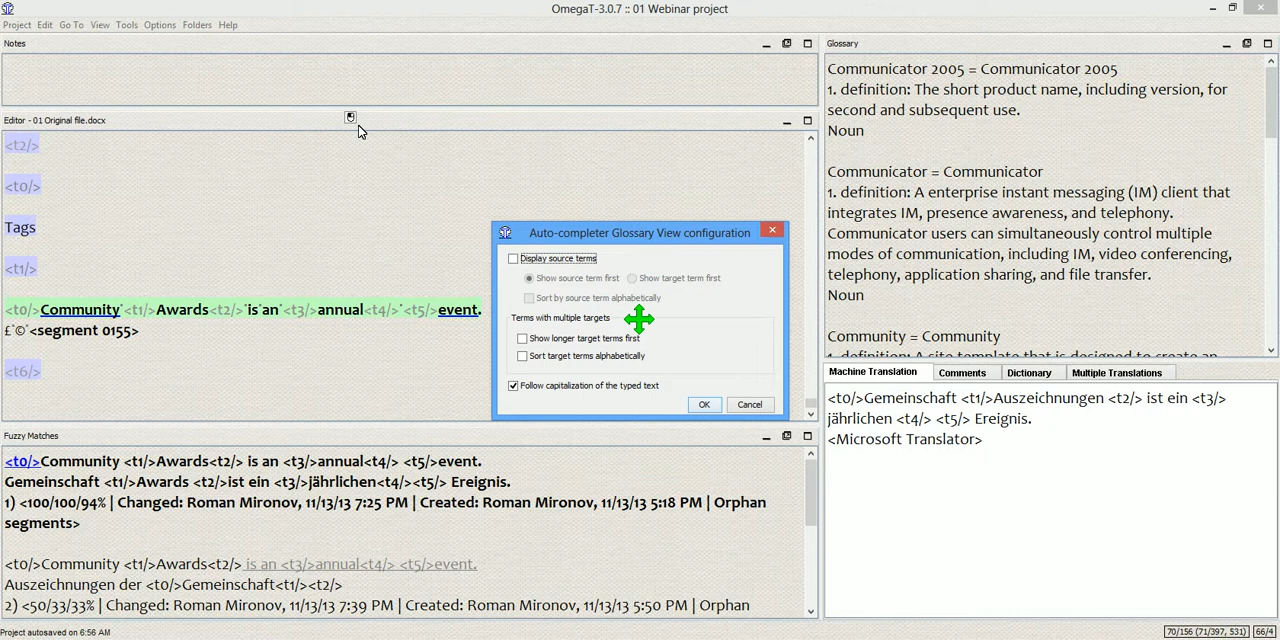 OmegaT-3.0.7 :: 01 Webinar project
Project Edit Go To View Tools Options Folders Help
Notes
Editor - 01 Original file.docx
<t2/>
<t0/>
Tags
<t1/>
<t0/>Community˚<t1/>Awards<t2/>˚is˚an˚<t3/>annual<t4/>˚˚<t5/>event.
£˚©˚<segment 0155>
<t6/>
Auto-completer Glossary View configuration
Display source terms
Show source term first Show target term first
Sort by source term alphabetically
Terms with multiple targets
Show longer target terms first
Sort target terms alphabetically
Follow capitalization of the typed text
OK Cancel
Fuzzy Matches
<t0/>Community <t1/>Awards<t2/> is an <t3/>annual<t4/> <t5/>event.
Gemeinschaft <t1/>Awards <t2/>ist ein <t3/>jährlichen<t4/><t5/> Ereignis.
1) <100/100/94% | Changed: Roman Mironov, 11/13/13 7:25 PM | Created: Roman Mironov, 11/13/13 5:18 PM | Orphan
segments>
<t0/>Community <t1/>Awards<t2/> is an <t3/>annual<t4/> <t5/>event.
Auszeichnungen der <t0/>Gemeinschaft<t1/><t2/>
2) <50/33/33% | Changed: Roman Mironov, 11/13/13 7:39 PM | Created: Roman Mironov, 11/13/13 5:50 PM | Orphan
Glossary
Communicator 2005 = Communicator 2005
1. definition: The short product name, including version, for
second and subsequent use.
Noun
Communicator = Communicator
1. definition: A enterprise instant messaging (IM) client that
integrates IM, presence awareness, and telephony.
Communicator users can simultaneously control multiple
modes of communication, including IM, video conferencing,
telephony, application sharing, and file transfer.
Noun
Community = Community
1. definition: A site template that is designed to create an
Machine Translation Comments Dictionary Multiple Translations
<t0/>Gemeinschaft <t1/>Auszeichnungen <t2/> ist ein <t3/>
jährlichen <t4/> <t5/> Ereignis.
<Microsoft Translator>
Project autosaved on 6:56 AM
70/156 (71/397, 531) 66/4